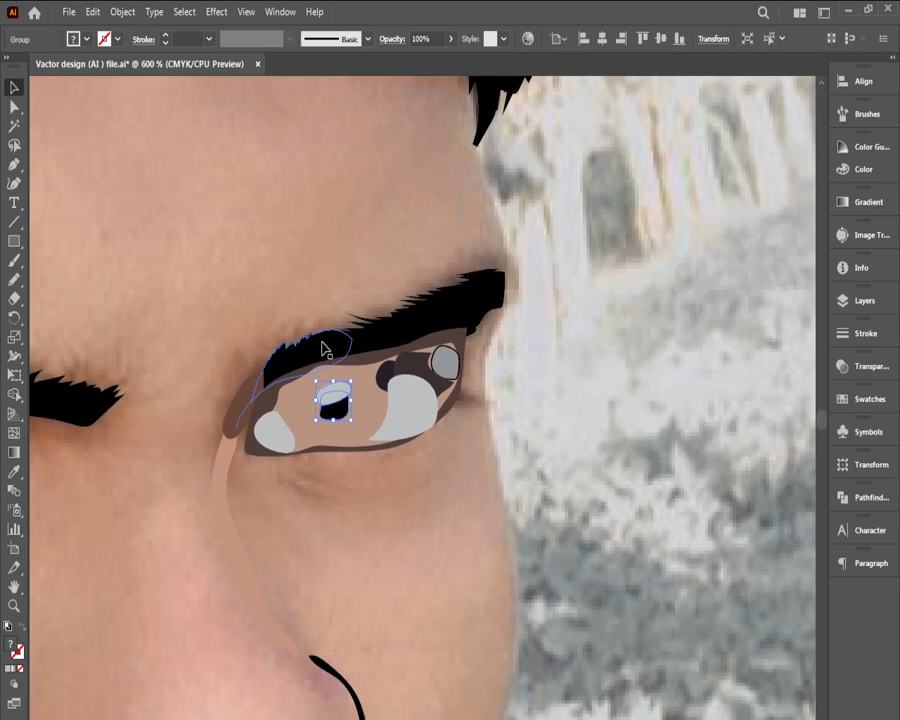 Ai File Edit Object Type Select Effect View Window Help
Group ? Stroke: Basic Opacity: 100% Style: Transform
Vactor design (AI ) file.ai* @ 600 % (CMYK/CPU Preview) ×
Align
Brushes
Color Gu...
Color
Gradient
Image Tr...
Info
Layers
Stroke
Transpar...
Swatches
Symbols
Transform
Pathfind...
Character
Paragraph
?